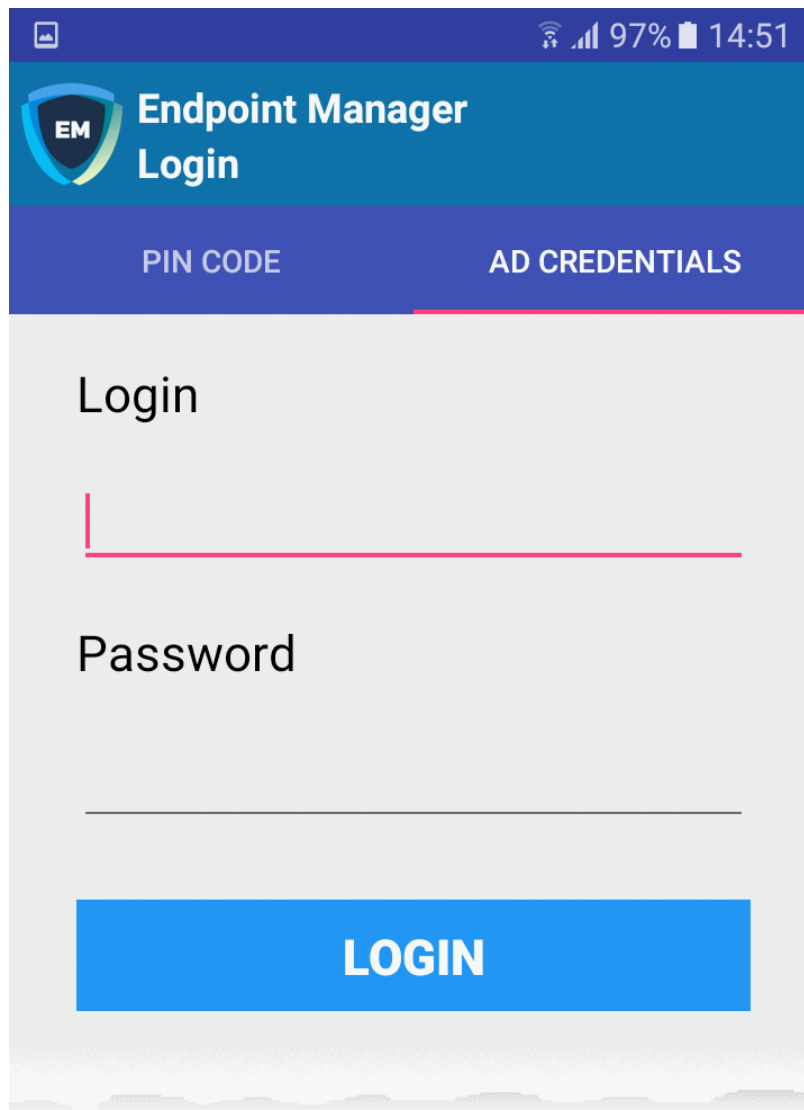 97% 14:51
EM
Endpoint Manager
Login
PIN CODE AD CREDENTIALS
Login
Password
LOGIN